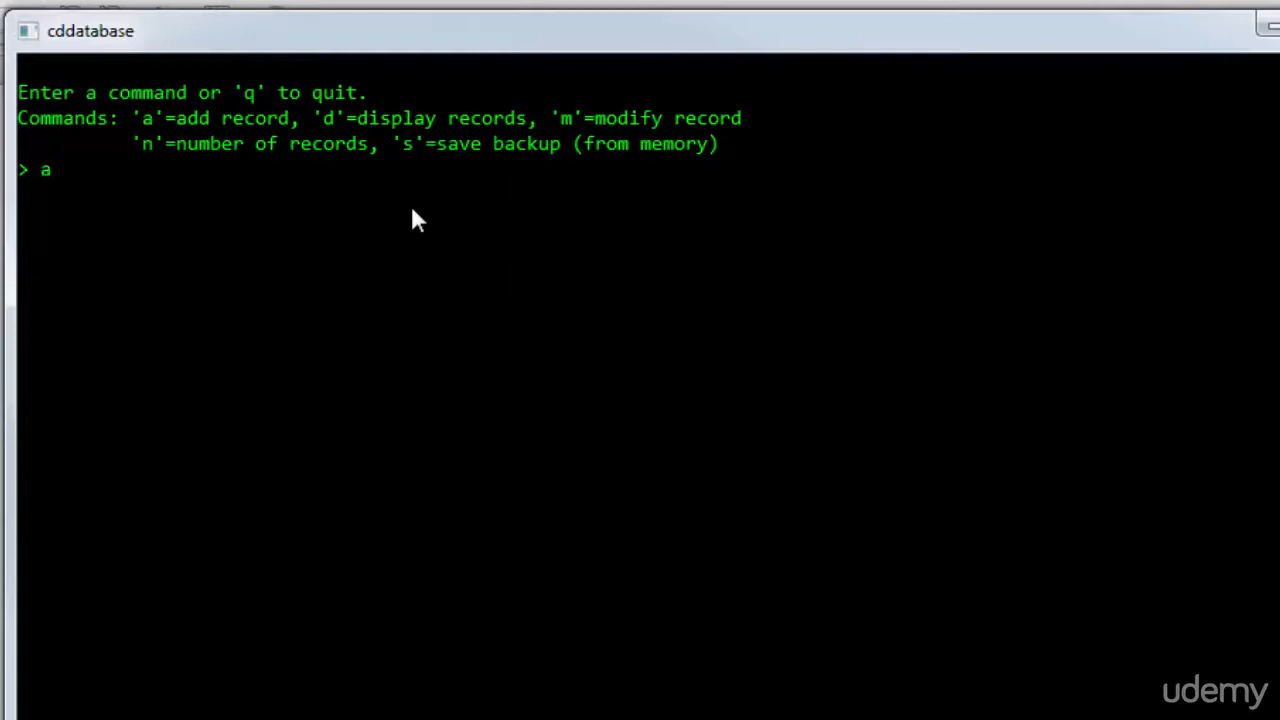 cddatabase
Enter a command or 'q' to quit.
Commands: 'a'=add record, 'd'=display records, 'm'=modify record
'n'=number of records, 's'=save backup (from memory)
> a
udemy